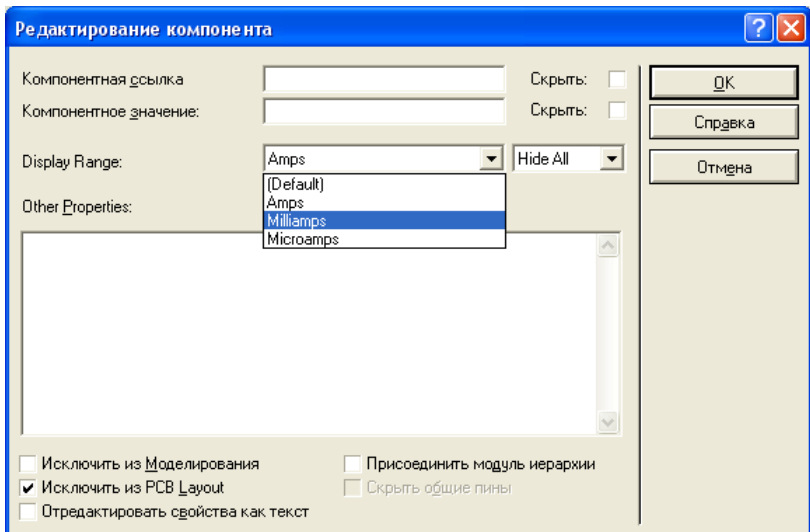 Редактирование компонента
Компонентная ссылка Скрыть:
Компонентное значение: Скрыть:
Display Range: Amps Hide All
(Default)
Amps
Milliamps
Microamps
Other Properties:
OK
Справка
Отмена
Исключить из Моделирования
Исключить из PCB Layout
Отредактировать свойства как текст
Присоединить модуль иерархии
Скрыть общие пины